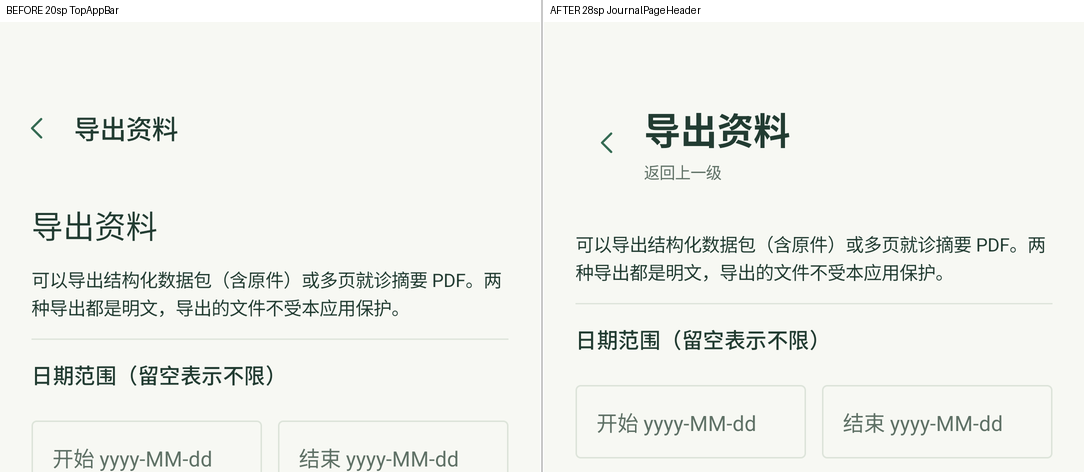 BEFORE 20sp TopAppBar
导出资料
导出资料
可以导出结构化数据包（含原件）或多页就诊摘要 PDF。两
种导出都是明文，导出的文件不受本应用保护。
日期范围（留空表示不限）
开始 yyyy-MM-dd
结束 yyyy-MM-dd
AFTER 28sp JournalPageHeader
导出资料
返回上一级
可以导出结构化数据包（含原件）或多页就诊摘要 PDF。两
种导出都是明文，导出的文件不受本应用保护。
日期范围（留空表示不限）
开始 yyyy-MM-dd
结束 yyyy-MM-dd